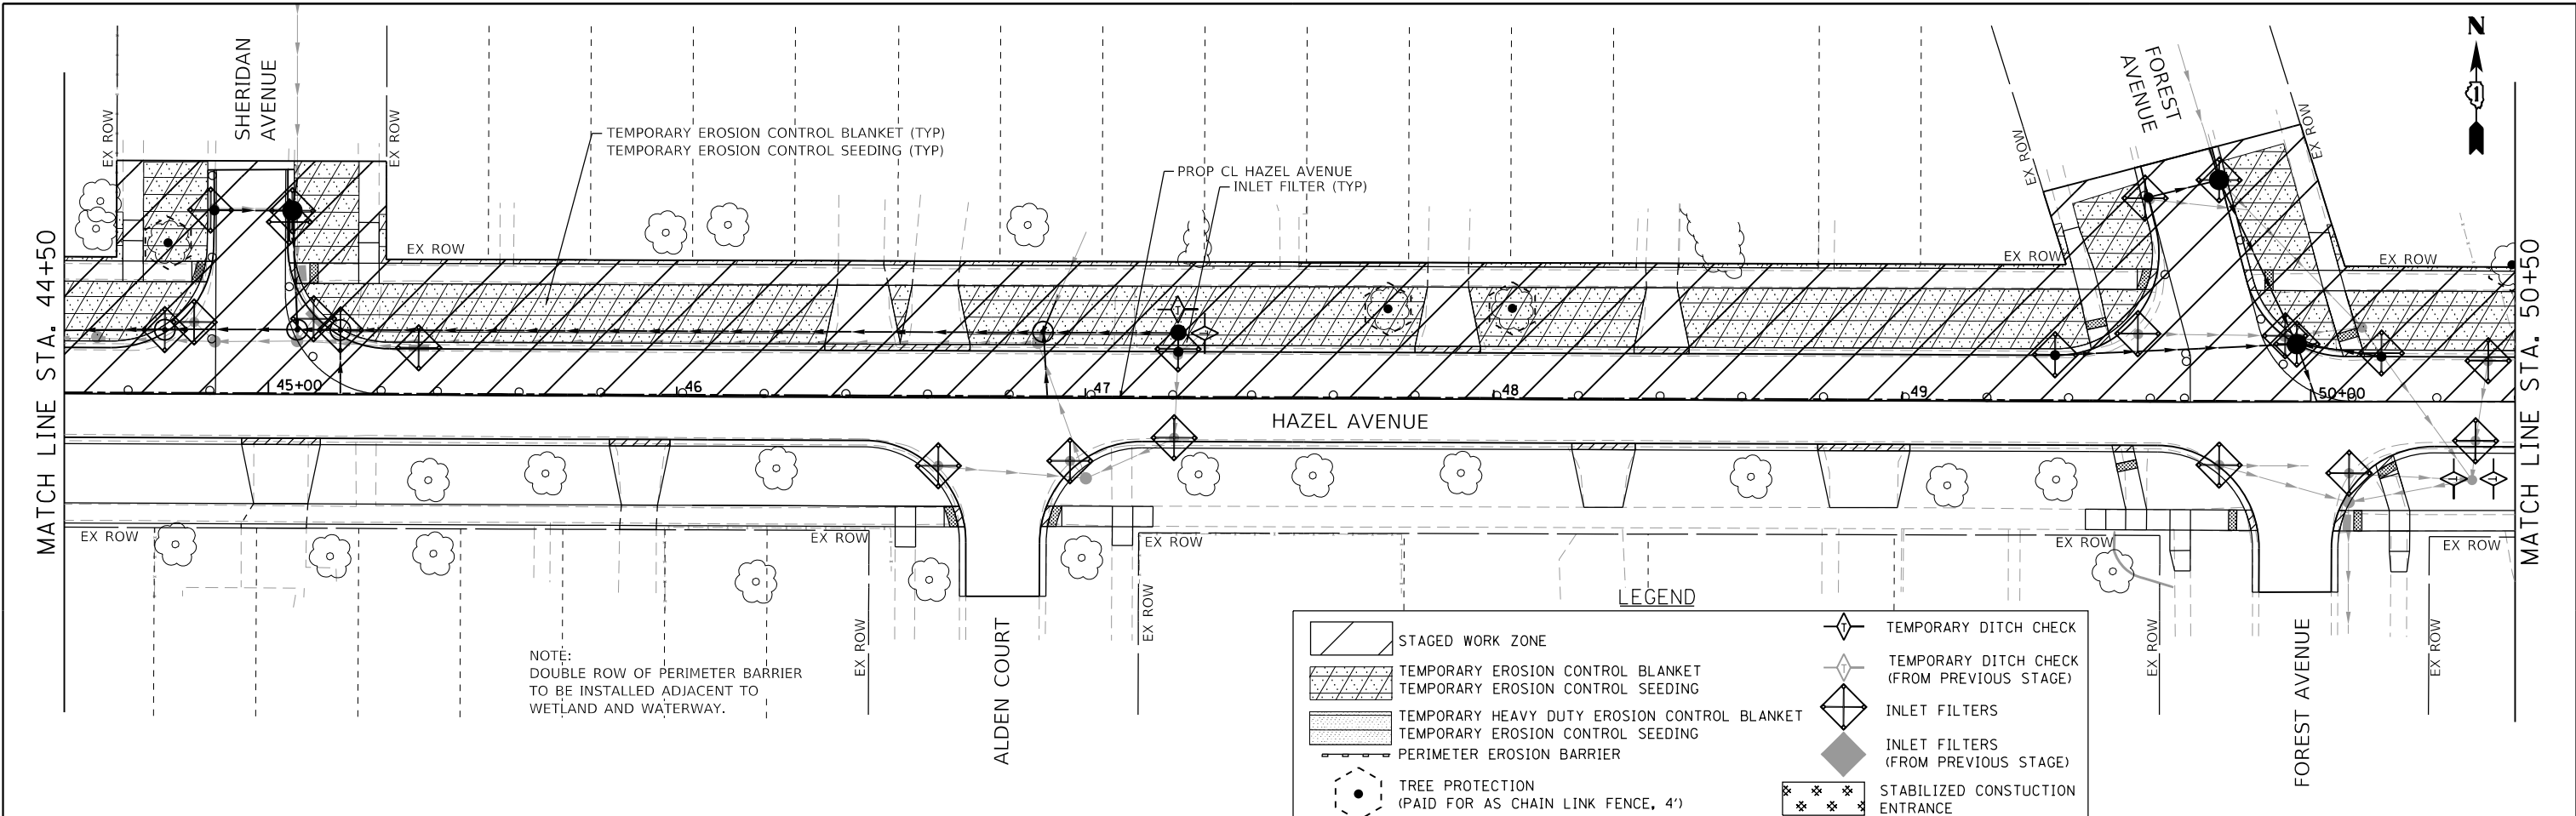 N
SHERIDAN
AVENUE
EX ROW
EX ROW
TEMPORARY EROSION CONTROL BLANKET (TYP)
TEMPORARY EROSION CONTROL SEEDING (TYP)
PROP CL HAZEL AVENUE
INLET FILTER (TYP)
FOREST
AVENUE
EX ROW
EX ROW
EX ROW
EX ROW
EX ROW
T
T
MATCH LINE STA. 44+50
MATCH LINE STA. 50+50
45+00
46
47
48
49
50+00
HAZEL AVENUE
T
T
EX ROW
EX ROW
EX ROW
EX ROW
EX ROW
EX ROW
EX ROW
EX ROW
EX ROW
ALDEN COURT
FOREST AVENUE
NOTE:
DOUBLE ROW OF PERIMETER BARRIER
TO BE INSTALLED ADJACENT TO
WETLAND AND WATERWAY.
LEGEND
STAGED WORK ZONE
TEMPORARY EROSION CONTROL BLANKET
TEMPORARY EROSION CONTROL SEEDING
TEMPORARY HEAVY DUTY EROSION CONTROL BLANKET
TEMPORARY EROSION CONTROL SEEDING
PERIMETER EROSION BARRIER
TREE PROTECTION
(PAID FOR AS CHAIN LINK FENCE, 4')
T
TEMPORARY DITCH CHECK
T
TEMPORARY DITCH CHECK
(FROM PREVIOUS STAGE)
INLET FILTERS
INLET FILTERS
(FROM PREVIOUS STAGE)
STABILIZED CONSTUCTION
ENTRANCE